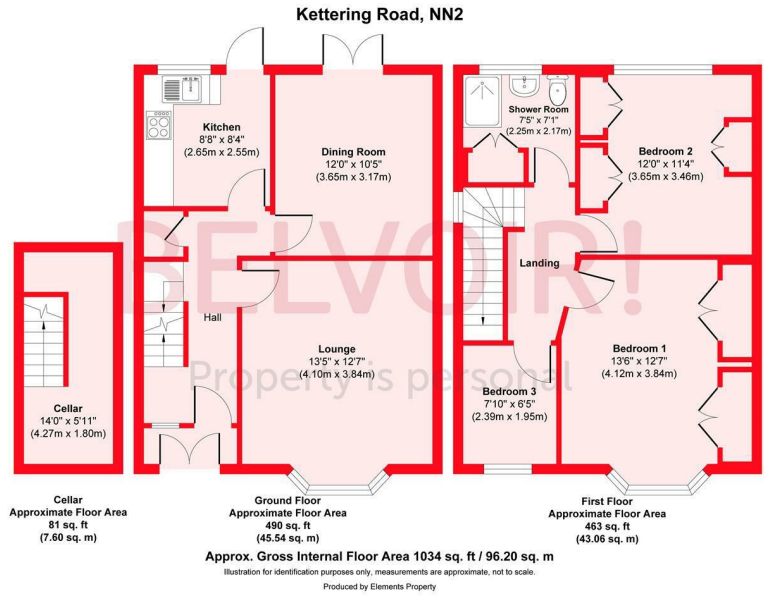 Kettering Road, NN2
Kitchen
8'8" x 8'4"
(2.65m x 2.55m)
Dining Room
12'0" x 10'5"
(3.65m x 3.17m)
Shower Room
7'5" x 7'1"
(2.25m x 2.17m)
Bedroom 2
12'0" x 11'4"
(3.65m x 3.46m)
BELVOIR!
Property is personal
Landing
Hall
Lounge
13'5" x 12'7"
(4.10m x 3.84m)
Bedroom 1
13'6" x 12'7"
(4.12m x 3.84m)
Bedroom 3
7'10" x 6'5"
(2.39m x 1.95m)
Cellar
14'0" x 5'11"
(4.27m x 1.80m)
Cellar
Approximate Floor Area
81 sq. ft
(7.60 sq. m)
Ground Floor
Approximate Floor Area
490 sq. ft
(45.54 sq. m)
First Floor
Approximate Floor Area
463 sq. ft
(43.06 sq. m)
Approx. Gross Internal Floor Area 1034 sq. ft / 96.20 sq. m
Illustration for identification purposes only, measurements are approximate, not to scale.
Produced by Elements Property